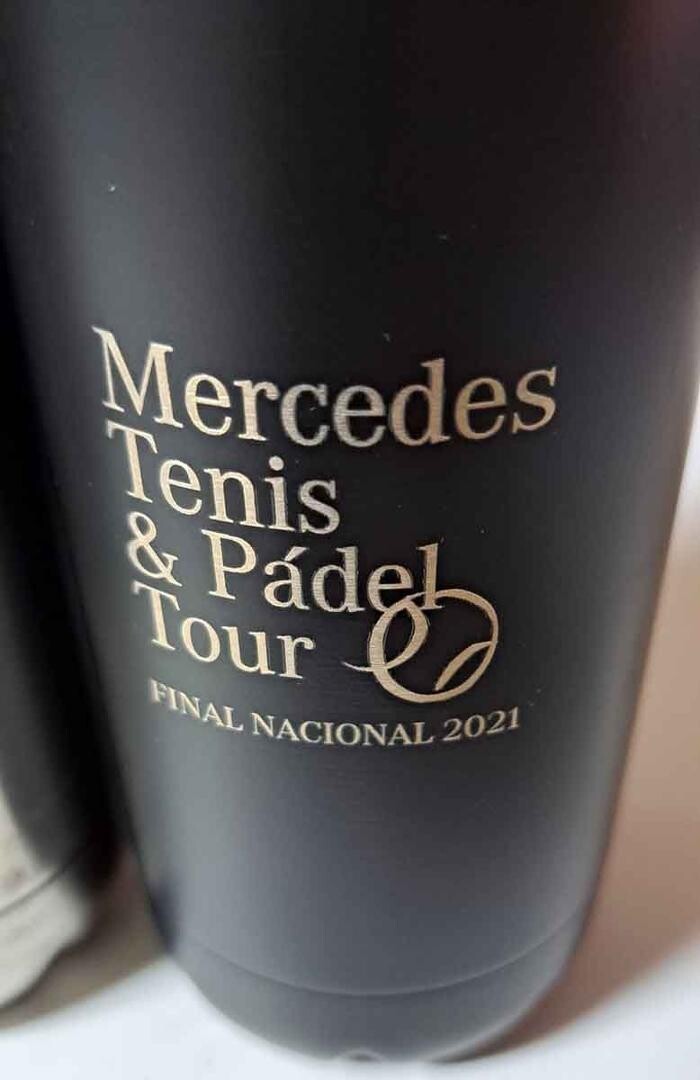 Mercedes
Tenis
& Pádel
Tour
FINAL NACIONAL 2021